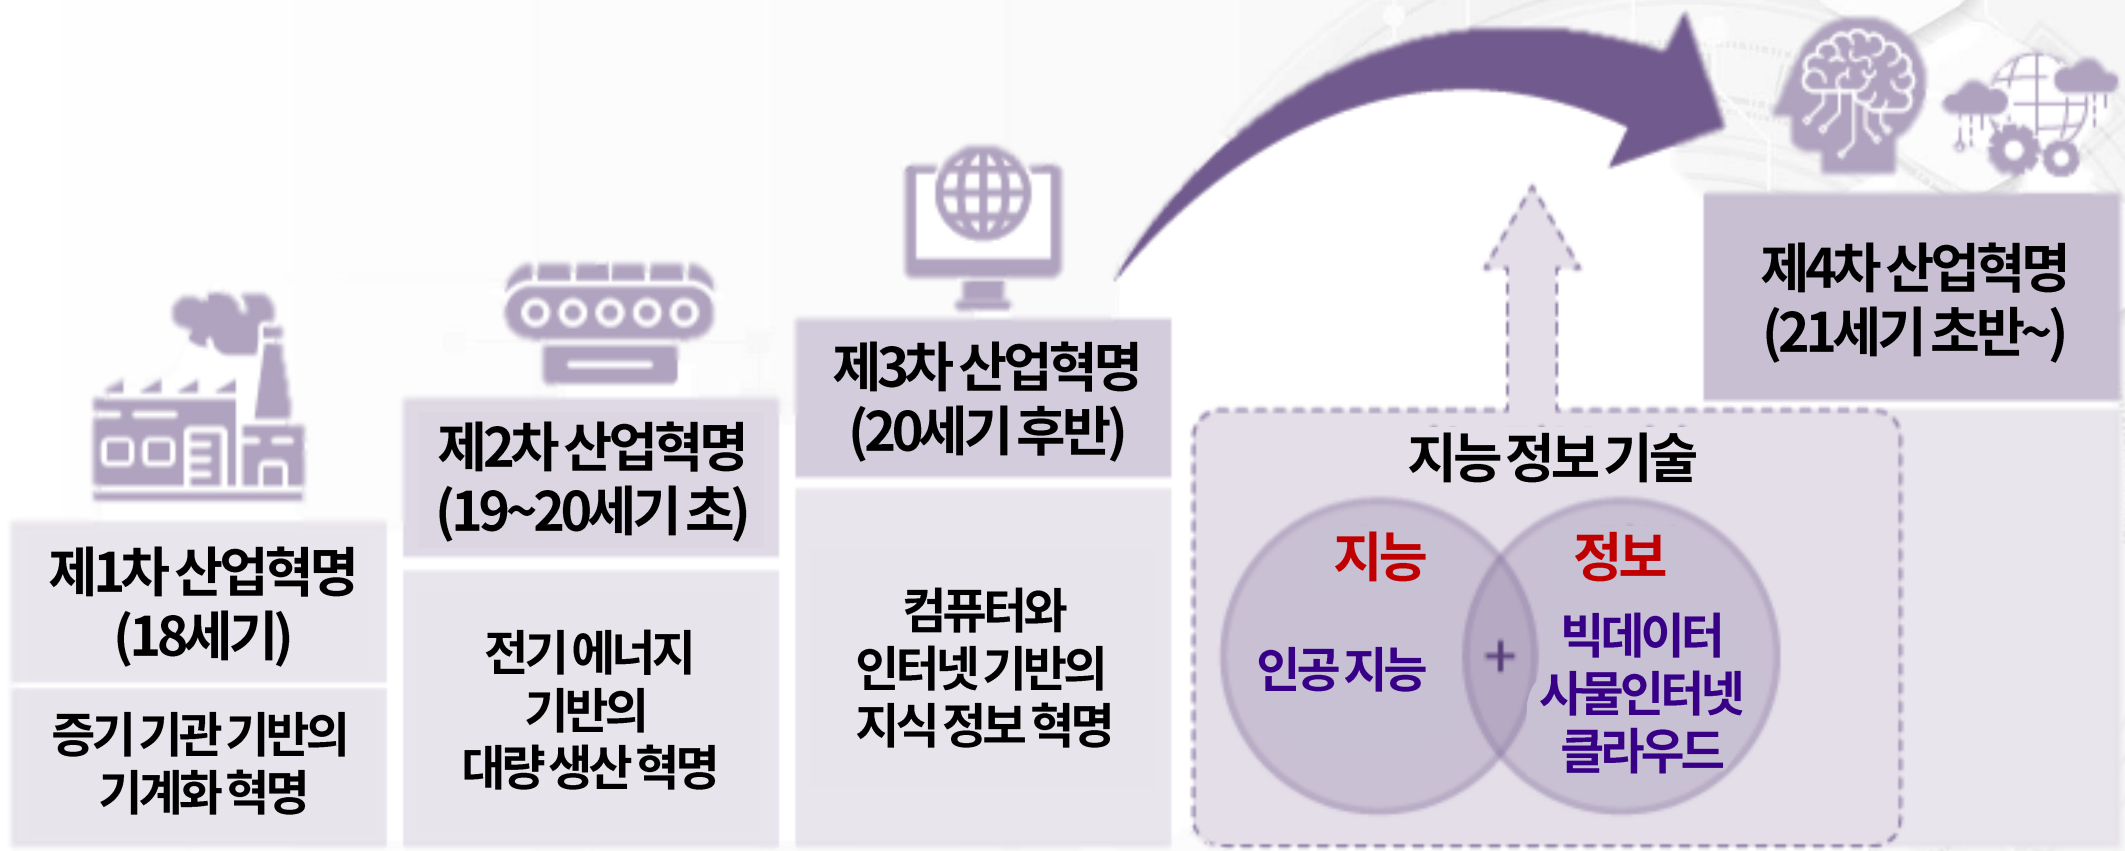 제1차 산업혁명
(18세기)
증기 기관 기반의
기계화 혁명
제2차 산업혁명
(19~20세기 초)
전기 에너지
기반의
대량 생산 혁명
제3차 산업혁명
(20세기 후반)
컴퓨터와
인터넷 기반의
지식 정보 혁명
지능 정보 기술
지능
인공 지능
+
정보
빅데이터
사물인터넷
클라우드
제4차 산업혁명
(21세기 초반~)